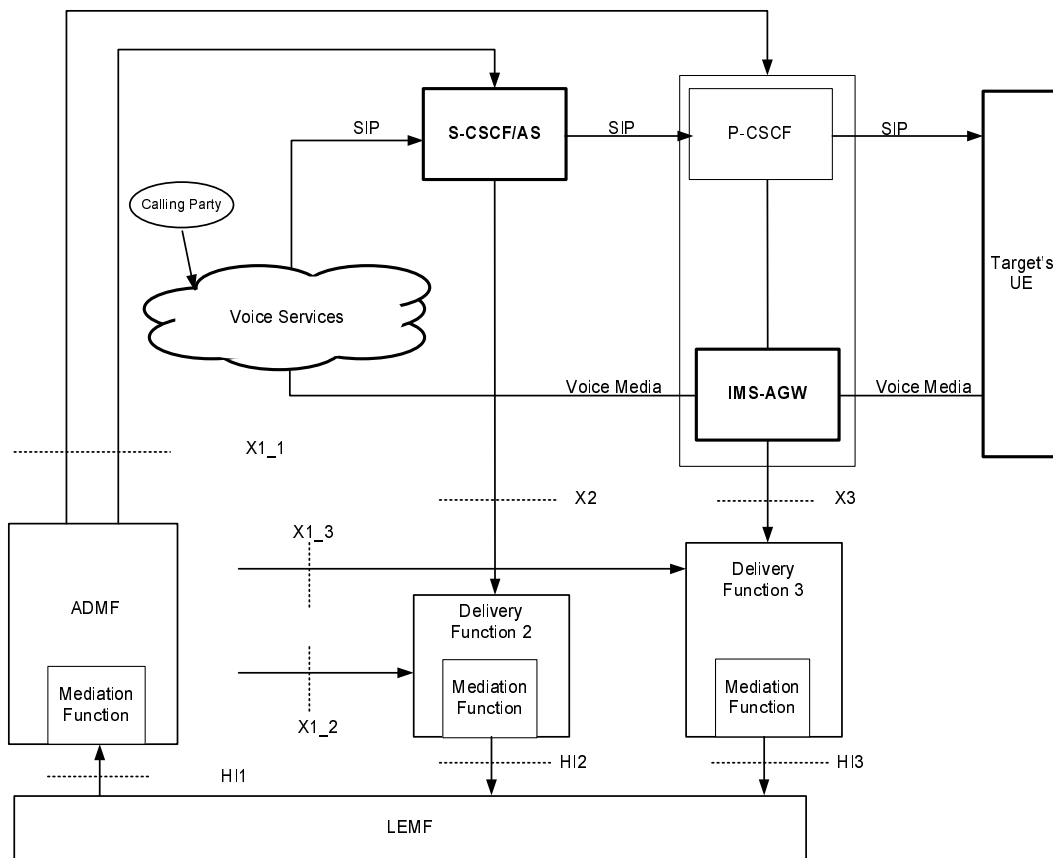 SIP
S-CSCF/AS
SIP
P-CSCF
SIP
Calling Party
Voice Services
Target's
UE
Voice Media
IMS-AGW
Voice Media
X1_1
X2
X3
X1_3
ADMF
Delivery
Function 2
Delivery
Function 3
Mediation
Function
Mediation
Function
Mediation
Function
X1_2
HI1
HI2
HI3
LEMF